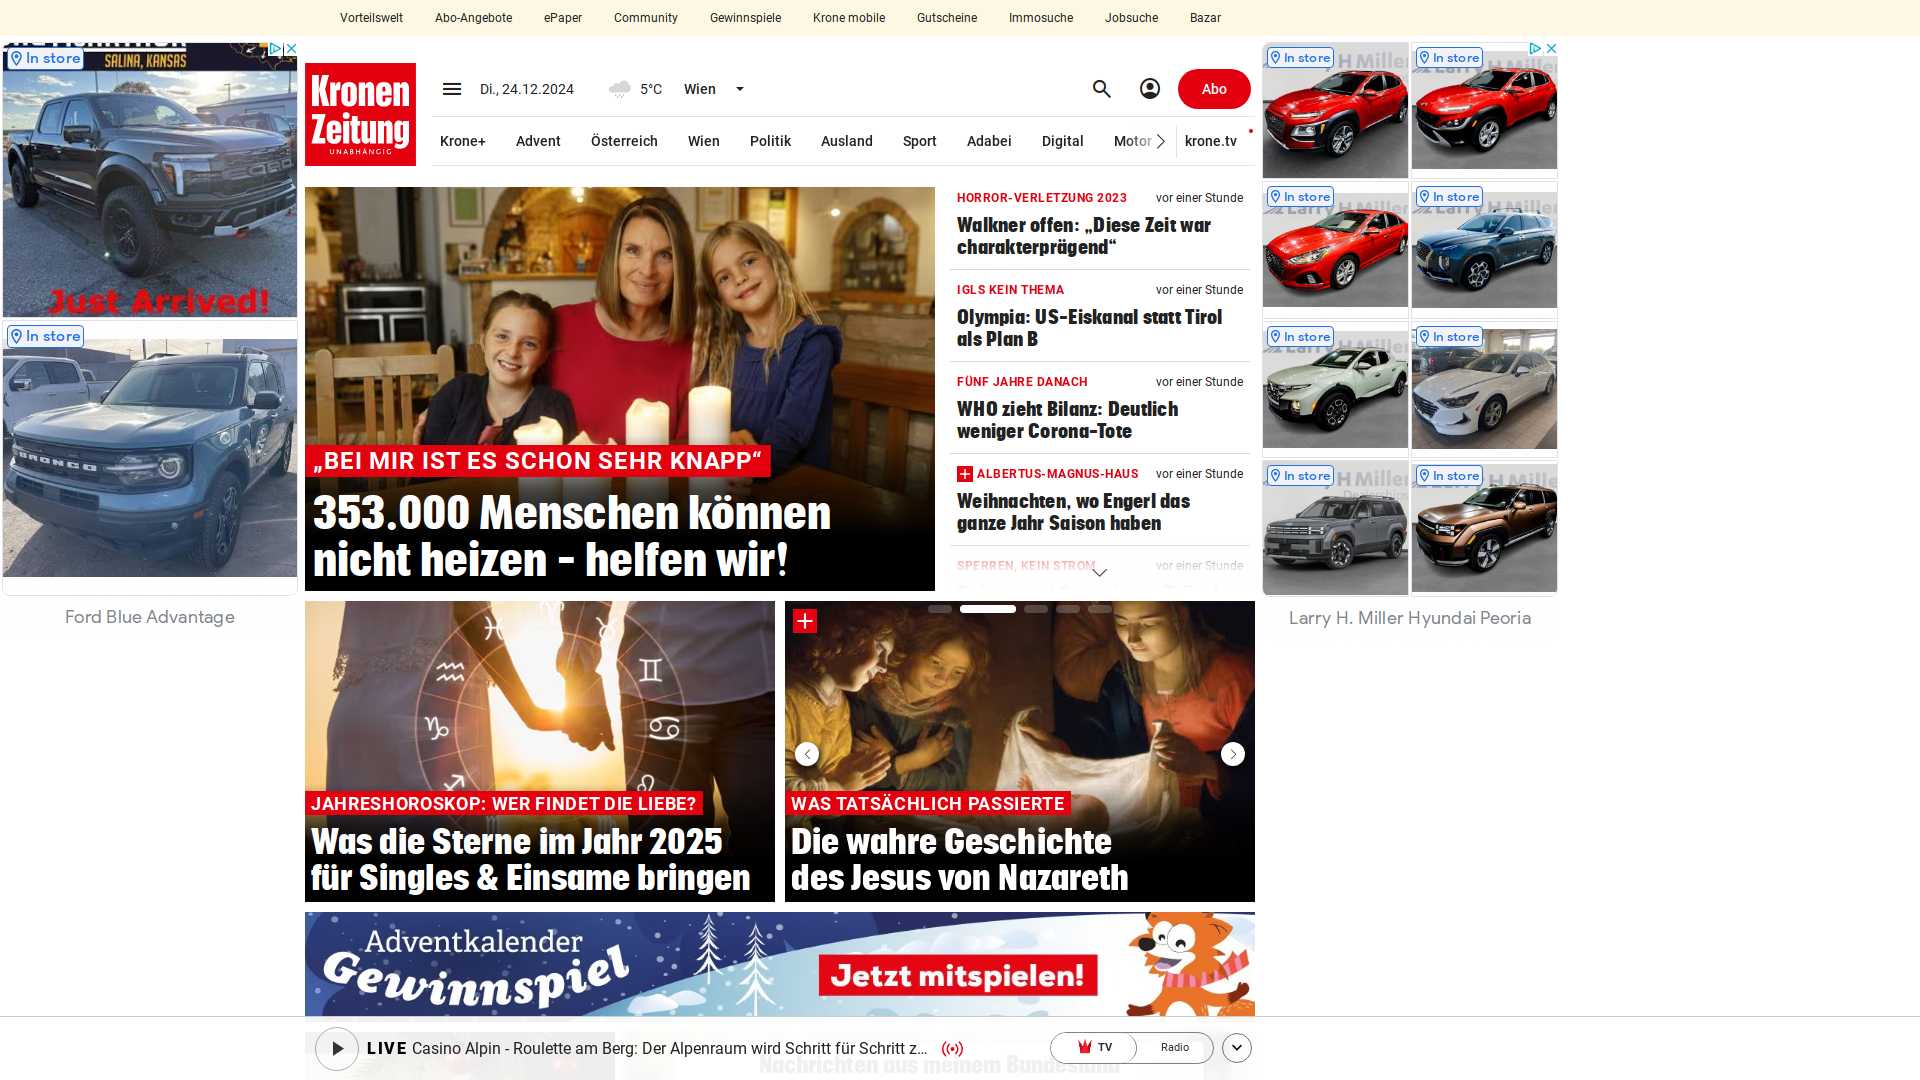 Vorteilswelt Abo-Angebote ePaper Community Gewinnspiele Krone mobile Gutscheine Immosuche Jobsuche Bazar
SALINA, KANSAS
In store
Just Arrived!
In store
BRONCO
Ford Blue Advantage
Kronen
Zeitung
UNABHÄNGIG
Di., 24.12.2024 5°C Wien Abo
Krone+ Advent Österreich Wien Politik Ausland Sport Adabei Digital Motor krone.tv
„BEI MIR IST ES SCHON SEHR KNAPP“
353.000 Menschen können
nicht heizen – helfen wir!
HORROR-VERLETZUNG 2023 vor einer Stunde
Walkner offen: „Diese Zeit war
charakterprägend“
IGLS KEIN THEMA vor einer Stunde
Olympia: US-Eiskanal statt Tirol
als Plan B
FÜNF JAHRE DANACH vor einer Stunde
WHO zieht Bilanz: Deutlich
weniger Corona-Tote
ALBERTUS-MAGNUS-HAUS vor einer Stunde
Weihnachten, wo Engerl das
ganze Jahr Saison haben
SPERREN, KEIN STROM vor einer Stunde
JAHRESHOROSKOP: WER FINDET DIE LIEBE?
Was die Sterne im Jahr 2025
für Singles & Einsame bringen
WAS TATSÄCHLICH PASSIERTE
Die wahre Geschichte
des Jesus von Nazareth
Adventkalender
Gewinnspiel
Jetzt mitspielen!
LIVE Casino Alpin - Roulette am Berg: Der Alpenraum wird Schritt für Schritt z... TV Radio
Nachrichten aus meinem Bundesland
In store In store
In store In store
In store In store
In store In store
Larry H. Miller Hyundai Peoria